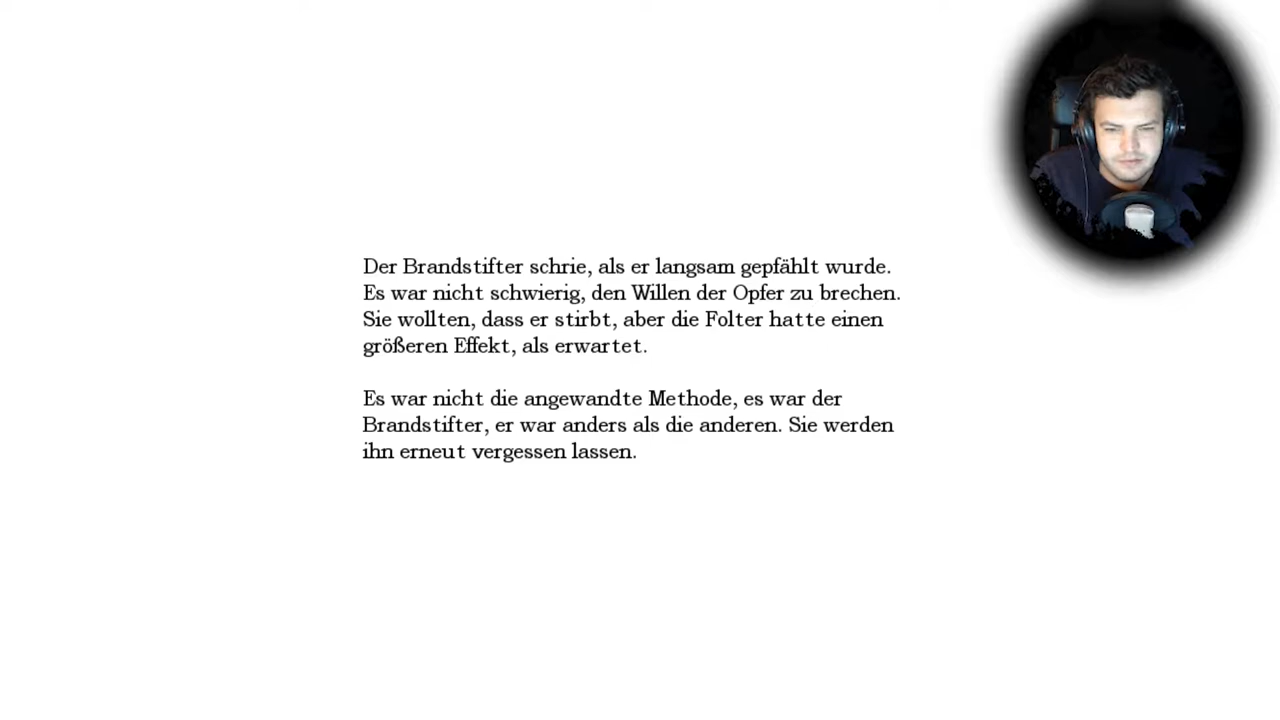 Der Brandstifter schrie, als er langsam gepfählt wurde.
Es war nicht schwierig, den Willen der Opfer zu brechen.
Sie wollten, dass er stirbt, aber die Folter hatte einen
größeren Effekt, als erwartet.
Es war nicht die angewandte Methode, es war der
Brandstifter, er war anders als die anderen. Sie werden
ihn erneut vergessen lassen.